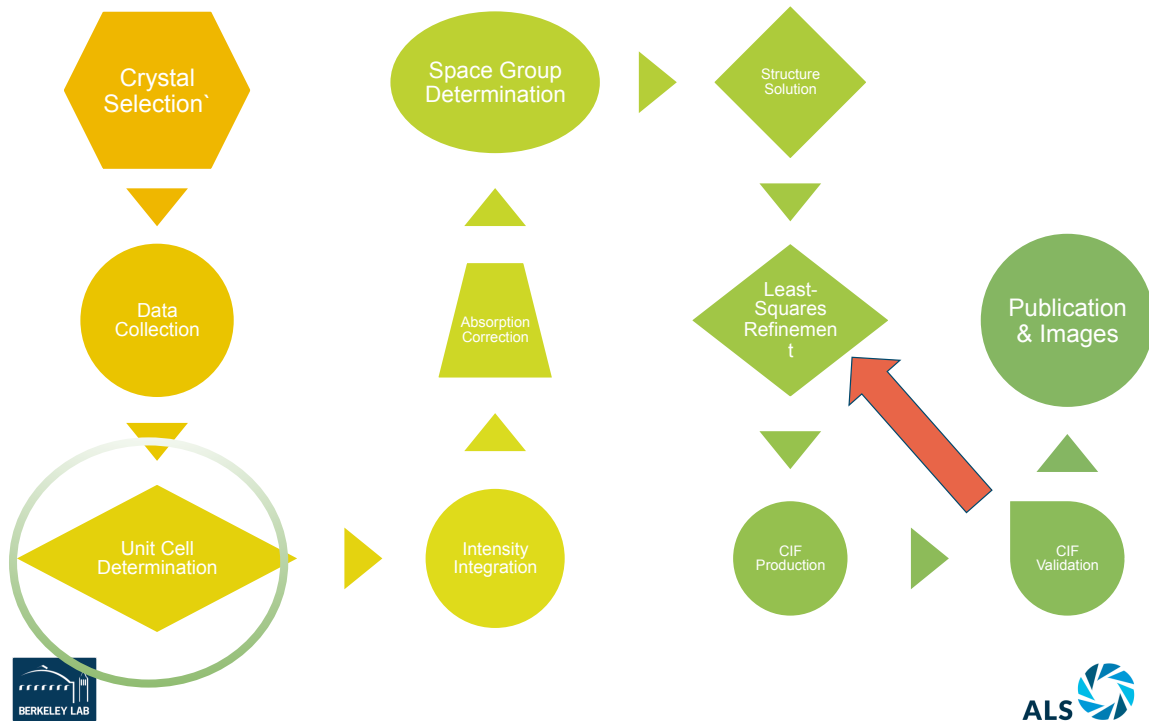 Crystal
Selection`
Data
Collection
Unit Cell
Determination
Intensity
Integration
Absorption
Correction
Space Group
Determination
Structure
Solution
Least-
Squares
Refinemen
t
CIF
Production
CIF
Validation
Publication
& Images
BERKELEY LAB
ALS